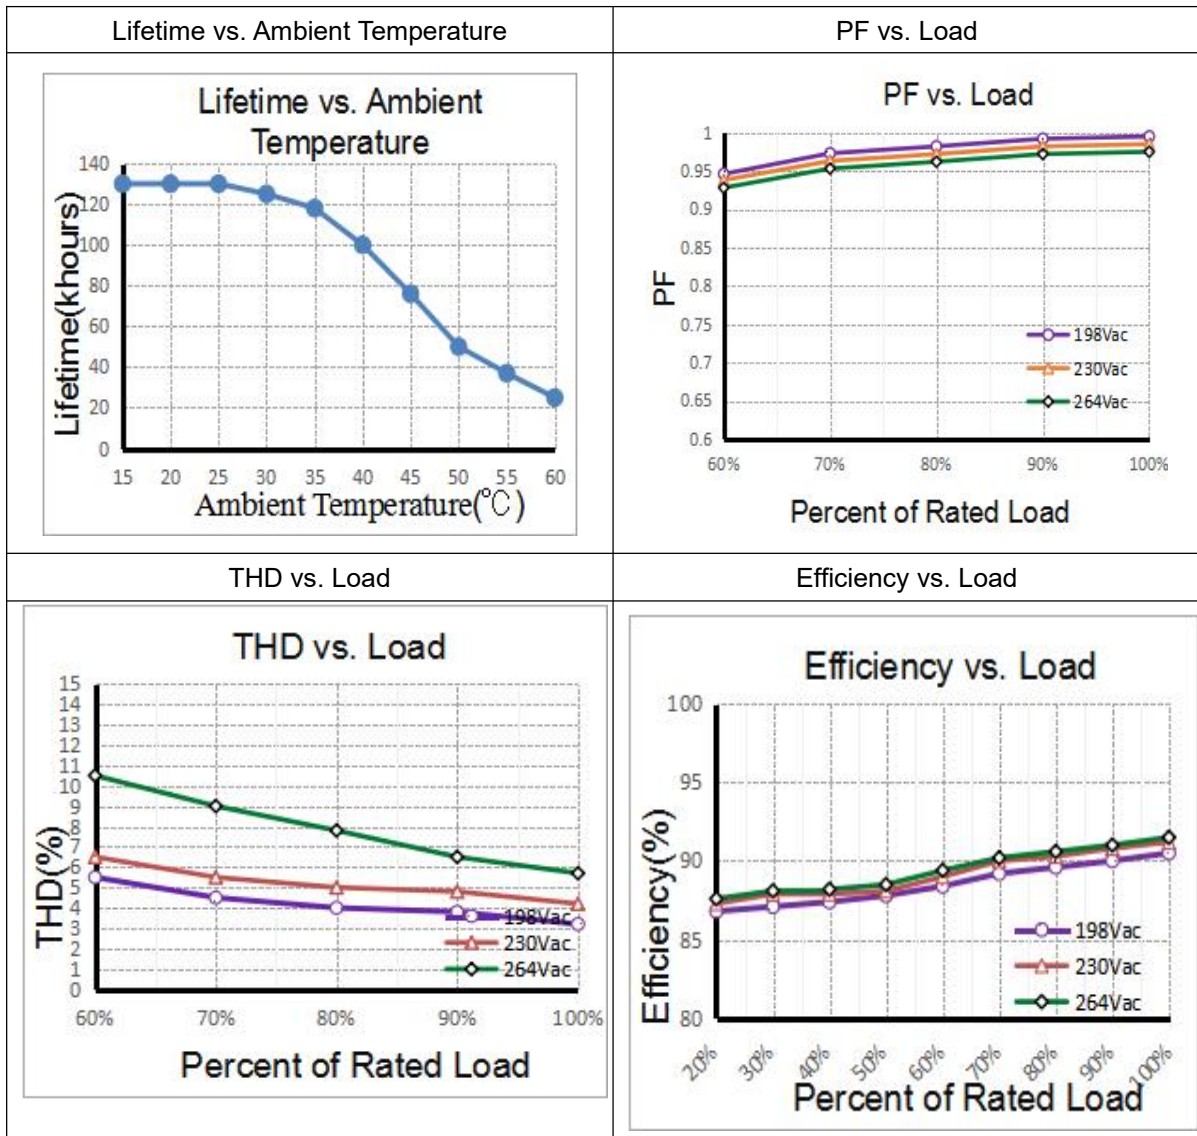 Lifetime vs. Ambient Temperature
PF vs. Load
Lifetime vs. Ambient
Temperature
Lifetime(khours)
140
120
100
80
60
40
20
0
15 20 25 30 35 40 45 50 55 60
Ambient Temperature(℃)
PF vs. Load
PF
1
0.95
0.9
0.85
0.8
0.75
0.7
0.65
0.6
198Vac
230Vac
264Vac
60% 70% 80% 90% 100%
Percent of Rated Load
THD vs. Load
Efficiency vs. Load
THD vs. Load
THD(%)
15
14
13
12
11
10
9
8
7
6
5
4
3
2
1
0
198Vac
230Vac
264Vac
60% 70% 80% 90% 100%
Percent of Rated Load
Efficiency vs. Load
Efficiency(%)
100
95
90
85
80
198Vac
230Vac
264Vac
20% 30% 40% 50% 60% 70% 80% 90% 100%
Percent of Rated Load